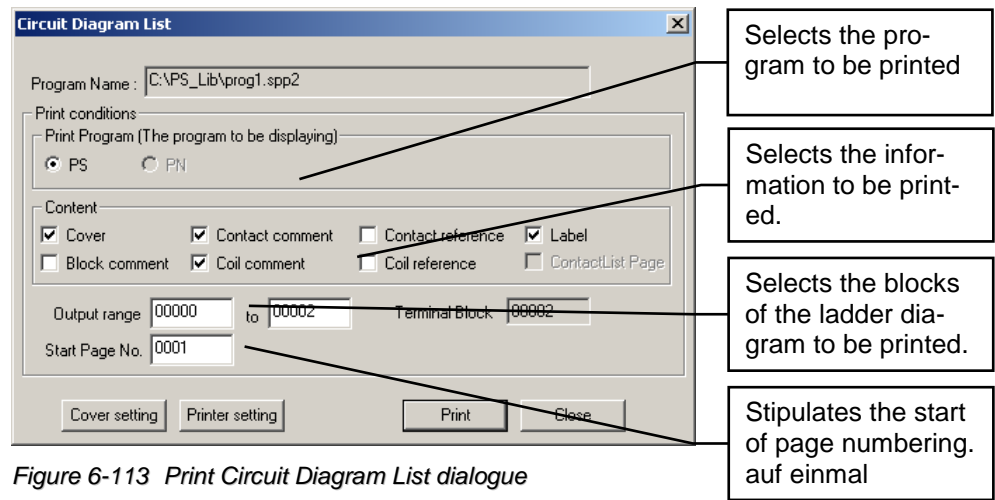 Circuit Diagram List
Program Name : C:\PS_Lib\prog1.spp2
Print conditions
Print Program (The program to be displaying)
PS PN
Content
Cover Contact comment Contact reference Label
Block comment Coil comment Coil reference ContactList Page
Output range 00000 to 00002 Terminal Block 00002
Start Page No. 0001
Cover setting Printer setting Print Close
Selects the pro-
gram to be printed
Selects the infor-
mation to be print-
ed.
Selects the blocks
of the ladder dia-
gram to be printed.
Stipulates the start
of page numbering.
auf einmal
Figure 6-113 Print Circuit Diagram List dialogue